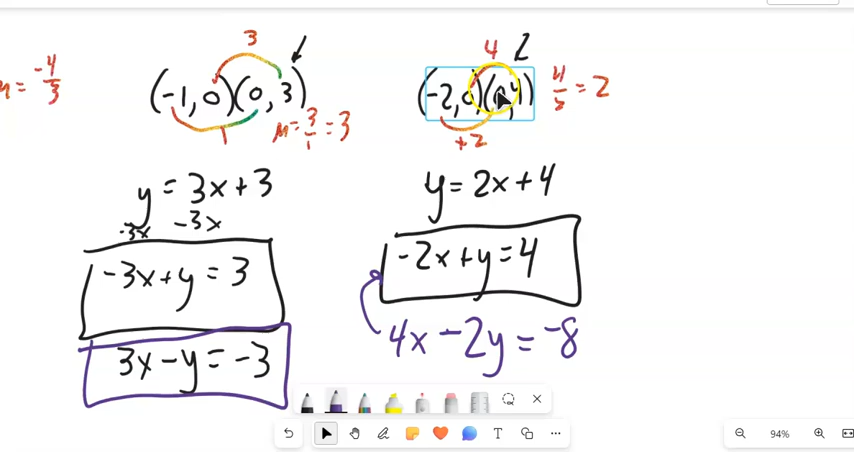 3
4 2
m = -4/3
(-1, 0)(0, 3)
(-2, 0)(0, 4)
4/2 = 2
1
m = 3/1 = 3
+2
y = 3x + 3
-3x -3x
y = 2x + 4
-3x + y = 3
-2x + y = 4
3x - y = -3
4x - 2y = -8
T
94%